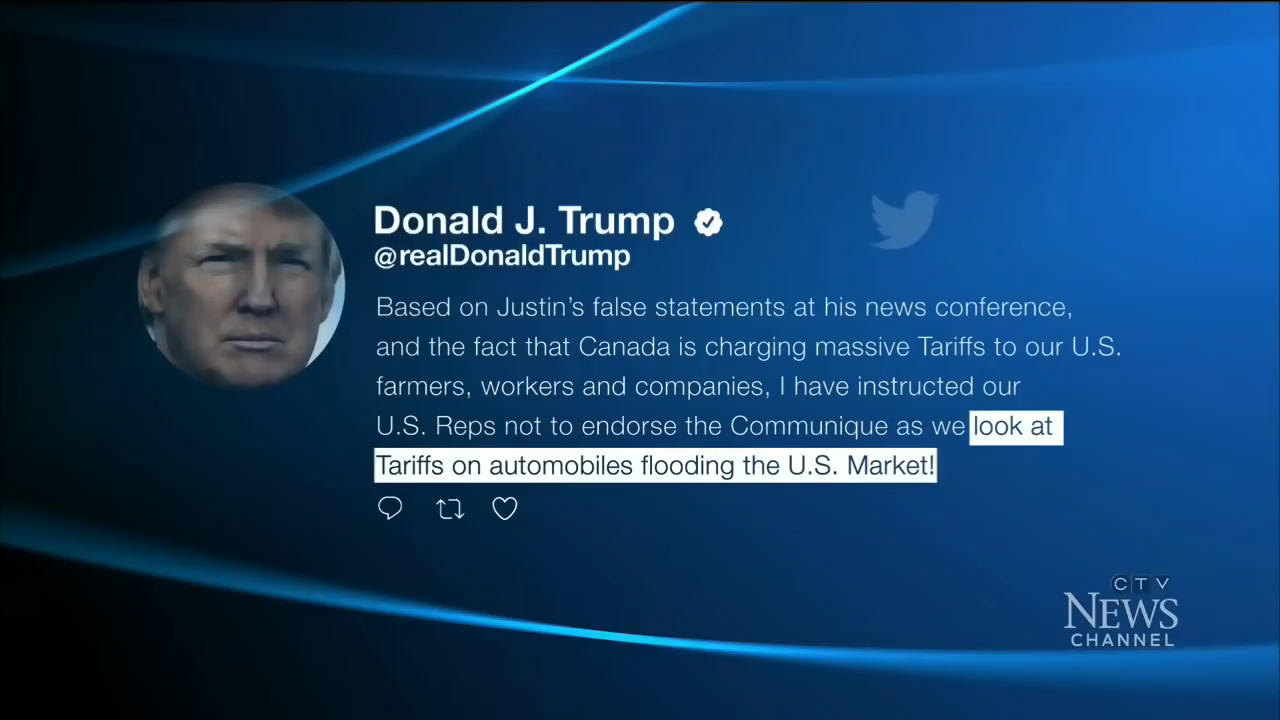 Donald J. Trump
@realDonaldTrump
Based on Justin’s false statements at his news conference,
and the fact that Canada is charging massive Tariffs to our U.S.
farmers, workers and companies, I have instructed our
U.S. Reps not to endorse the Communique as we look at
Tariffs on automobiles flooding the U.S. Market!
CTV
NEWS
CHANNEL